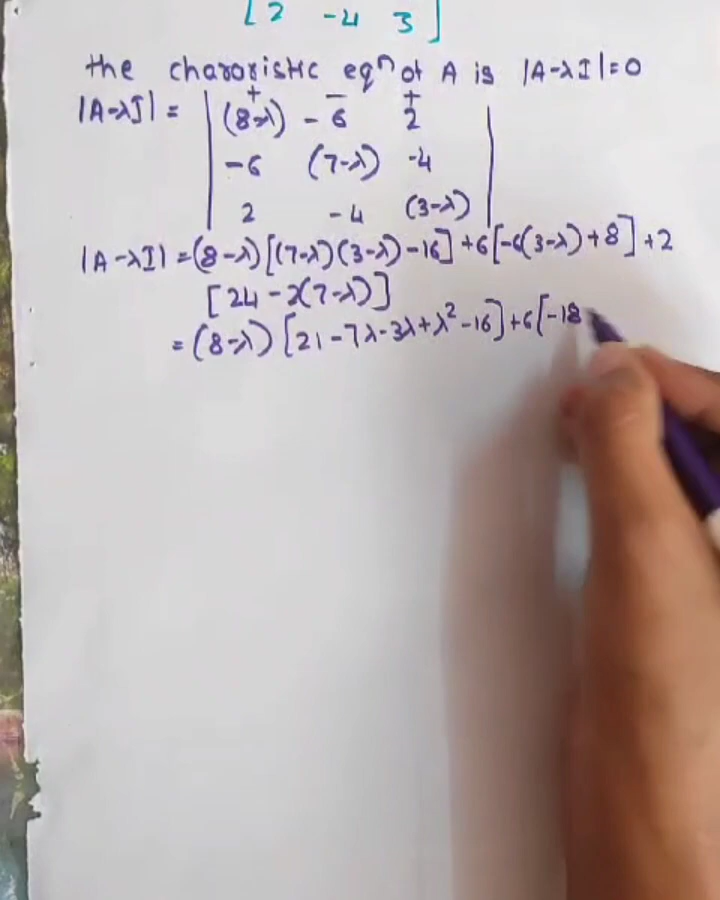 [ 2 -4 3 ]
the charoristic eqⁿ of A is |A-λI|=0
|A-λI| = | (8-λ) -6 2 |
+ - +
-6 (7-λ) -4
2 -4 (3-λ)
|A-λI| = (8-λ)[(7-λ)(3-λ)-16]+6[-6(3-λ)+8]+2
[24-2(7-λ)]
= (8-λ) [21-7λ-3λ+λ²-16]+6[-18